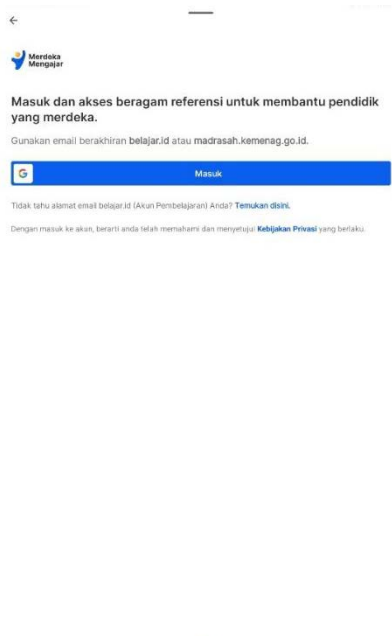 Merdeka
Mengajar
Masuk dan akses beragam referensi untuk membantu pendidik
yang merdeka.
Gunakan email berakhiran belajar.id atau madrasah.kemenag.go.id.
G Masuk
Tidak tahu alamat email belajar.id (Akun Pembelajaran) Anda? Temukan disini.
Dengan masuk ke akun, berarti anda telah memahami dan menyetujui Kebijakan Privasi yang berlaku.